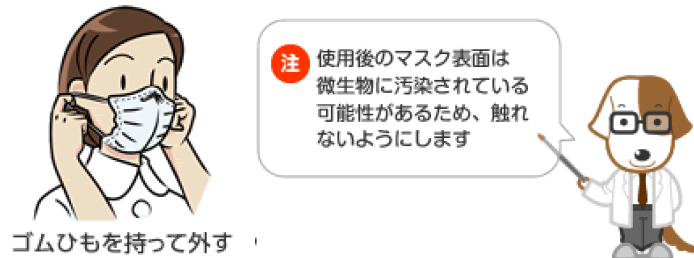 注
使用後のマスク表面は
微生物に汚染されている
可能性があるため、触れ
ないようにします
ゴムひもを持って外す